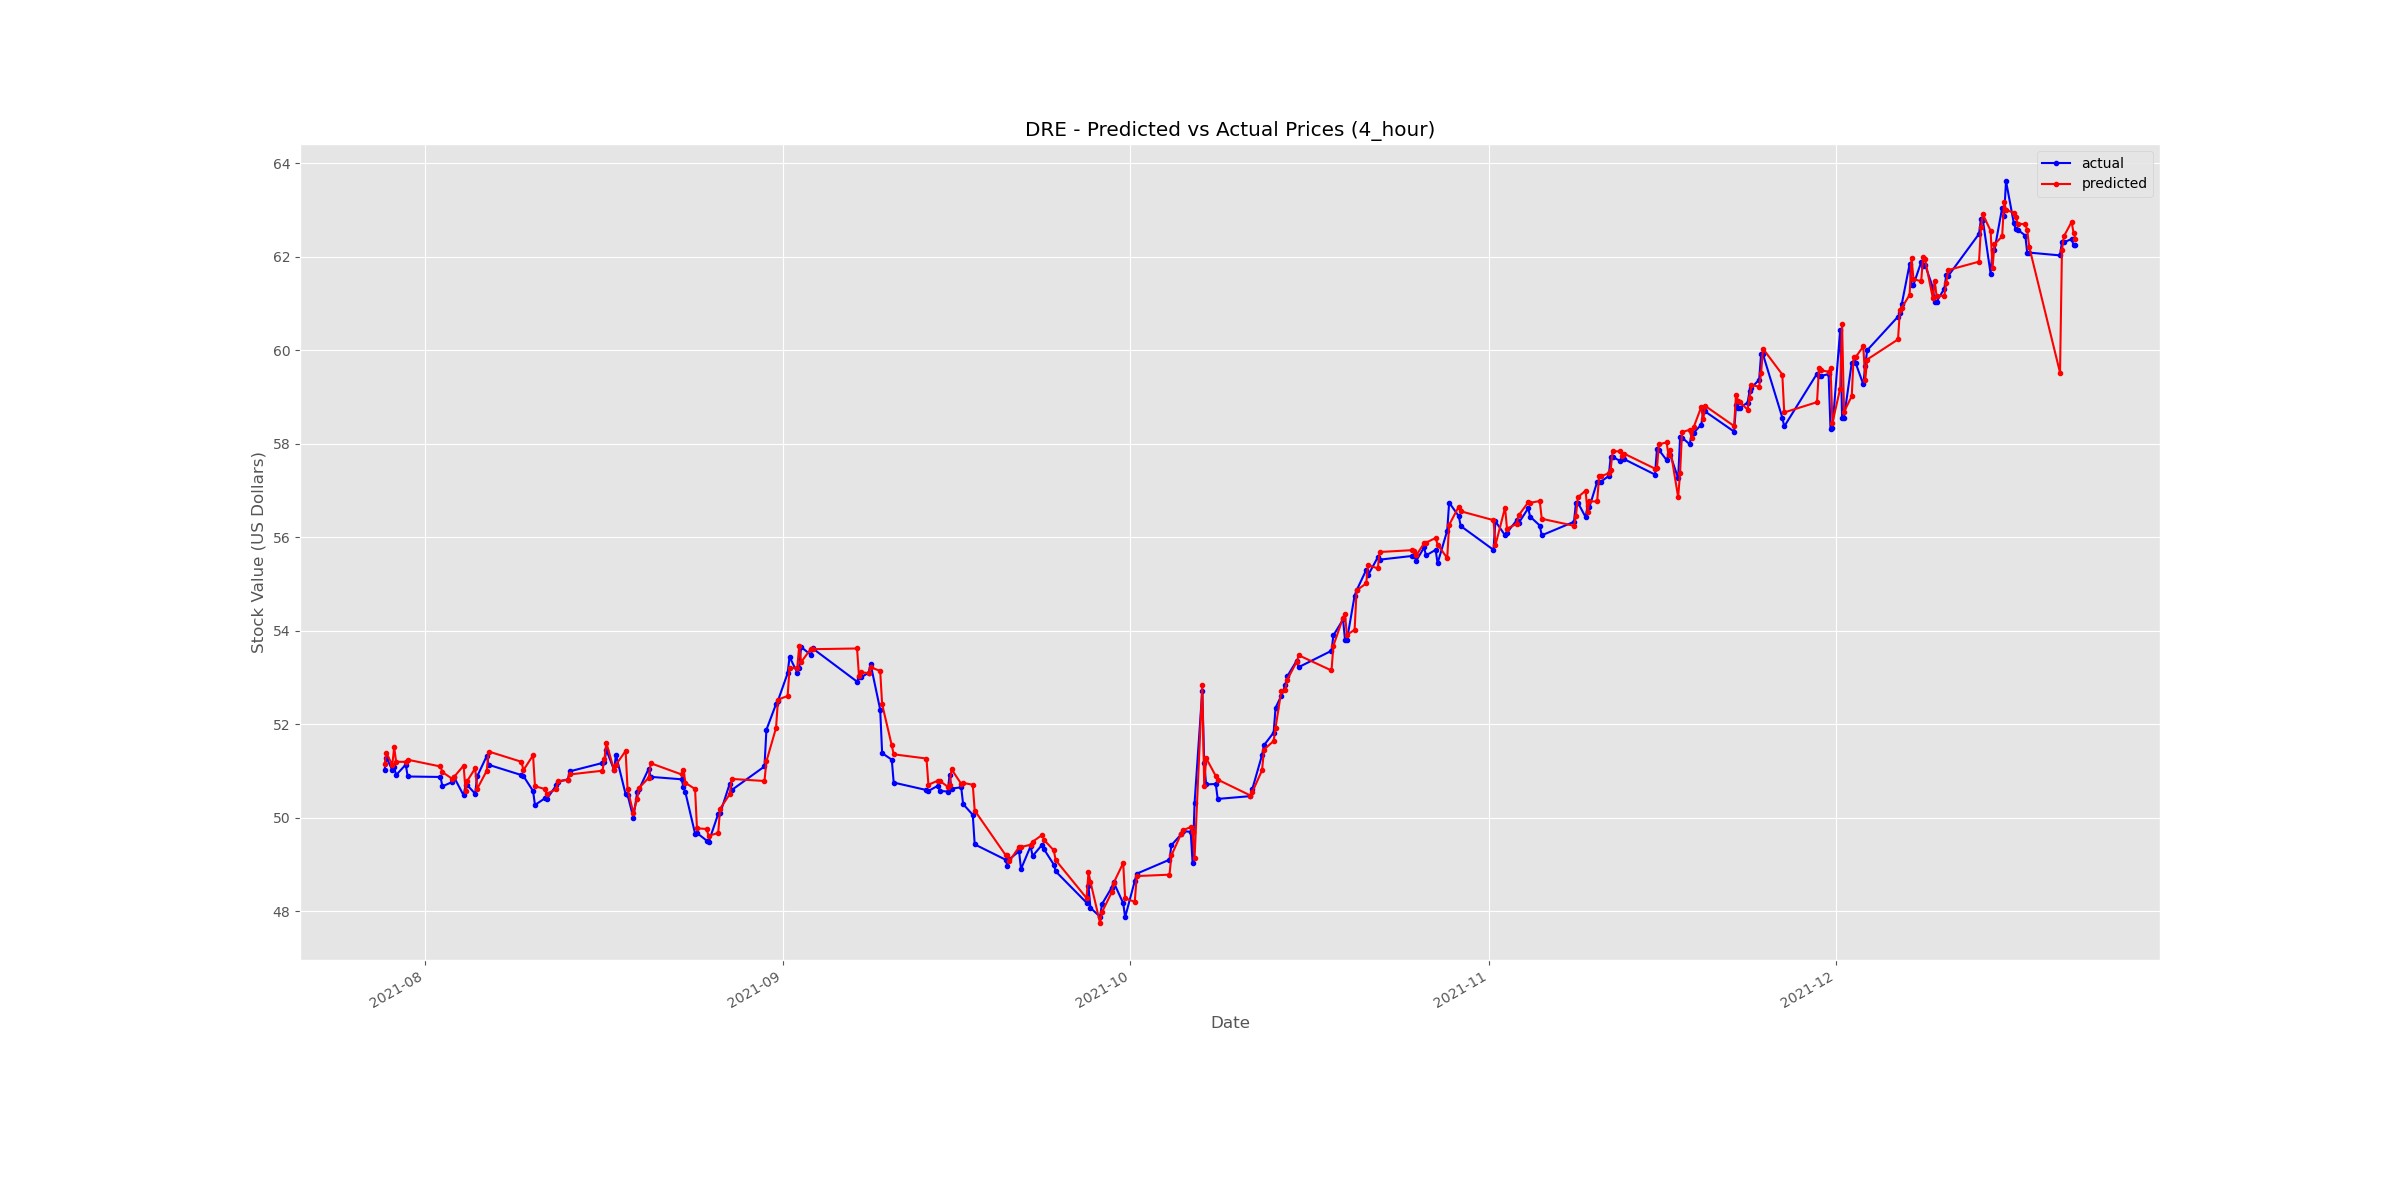 DRE - Predicted vs Actual Prices (4_hour)
actual
predicted
64
62
60
58
56
54
52
50
48
Stock Value (US Dollars)
2021-08
2021-09
2021-10
2021-11
2021-12
Date